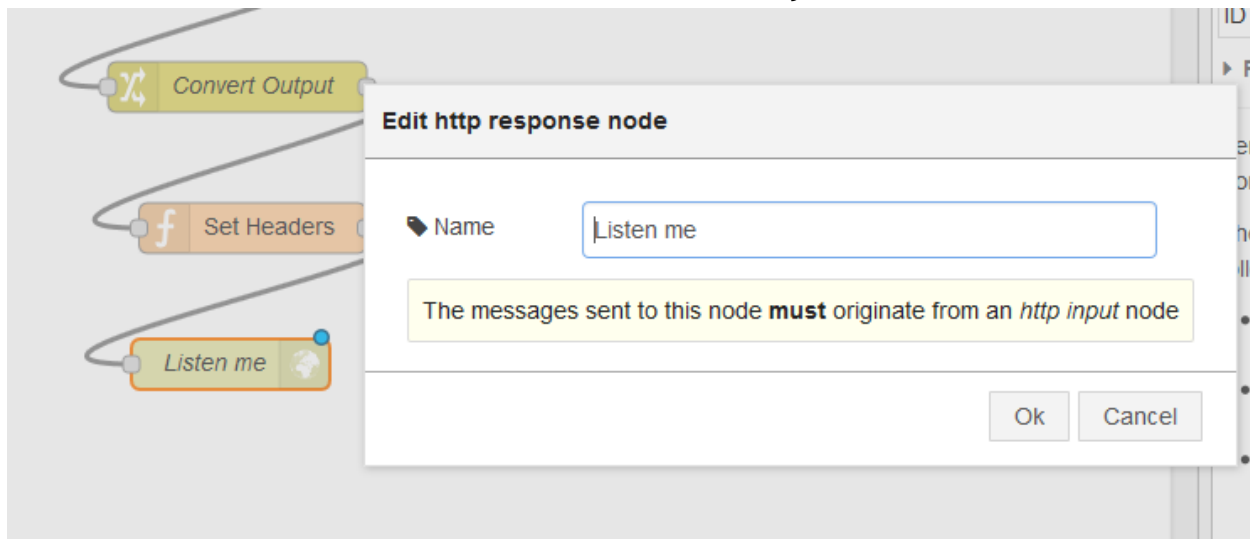 ID
Convert Output
Edit http response node
Set Headers
Name
Listen me
The messages sent to this node must originate from an http input node
Listen me
Ok
Cancel